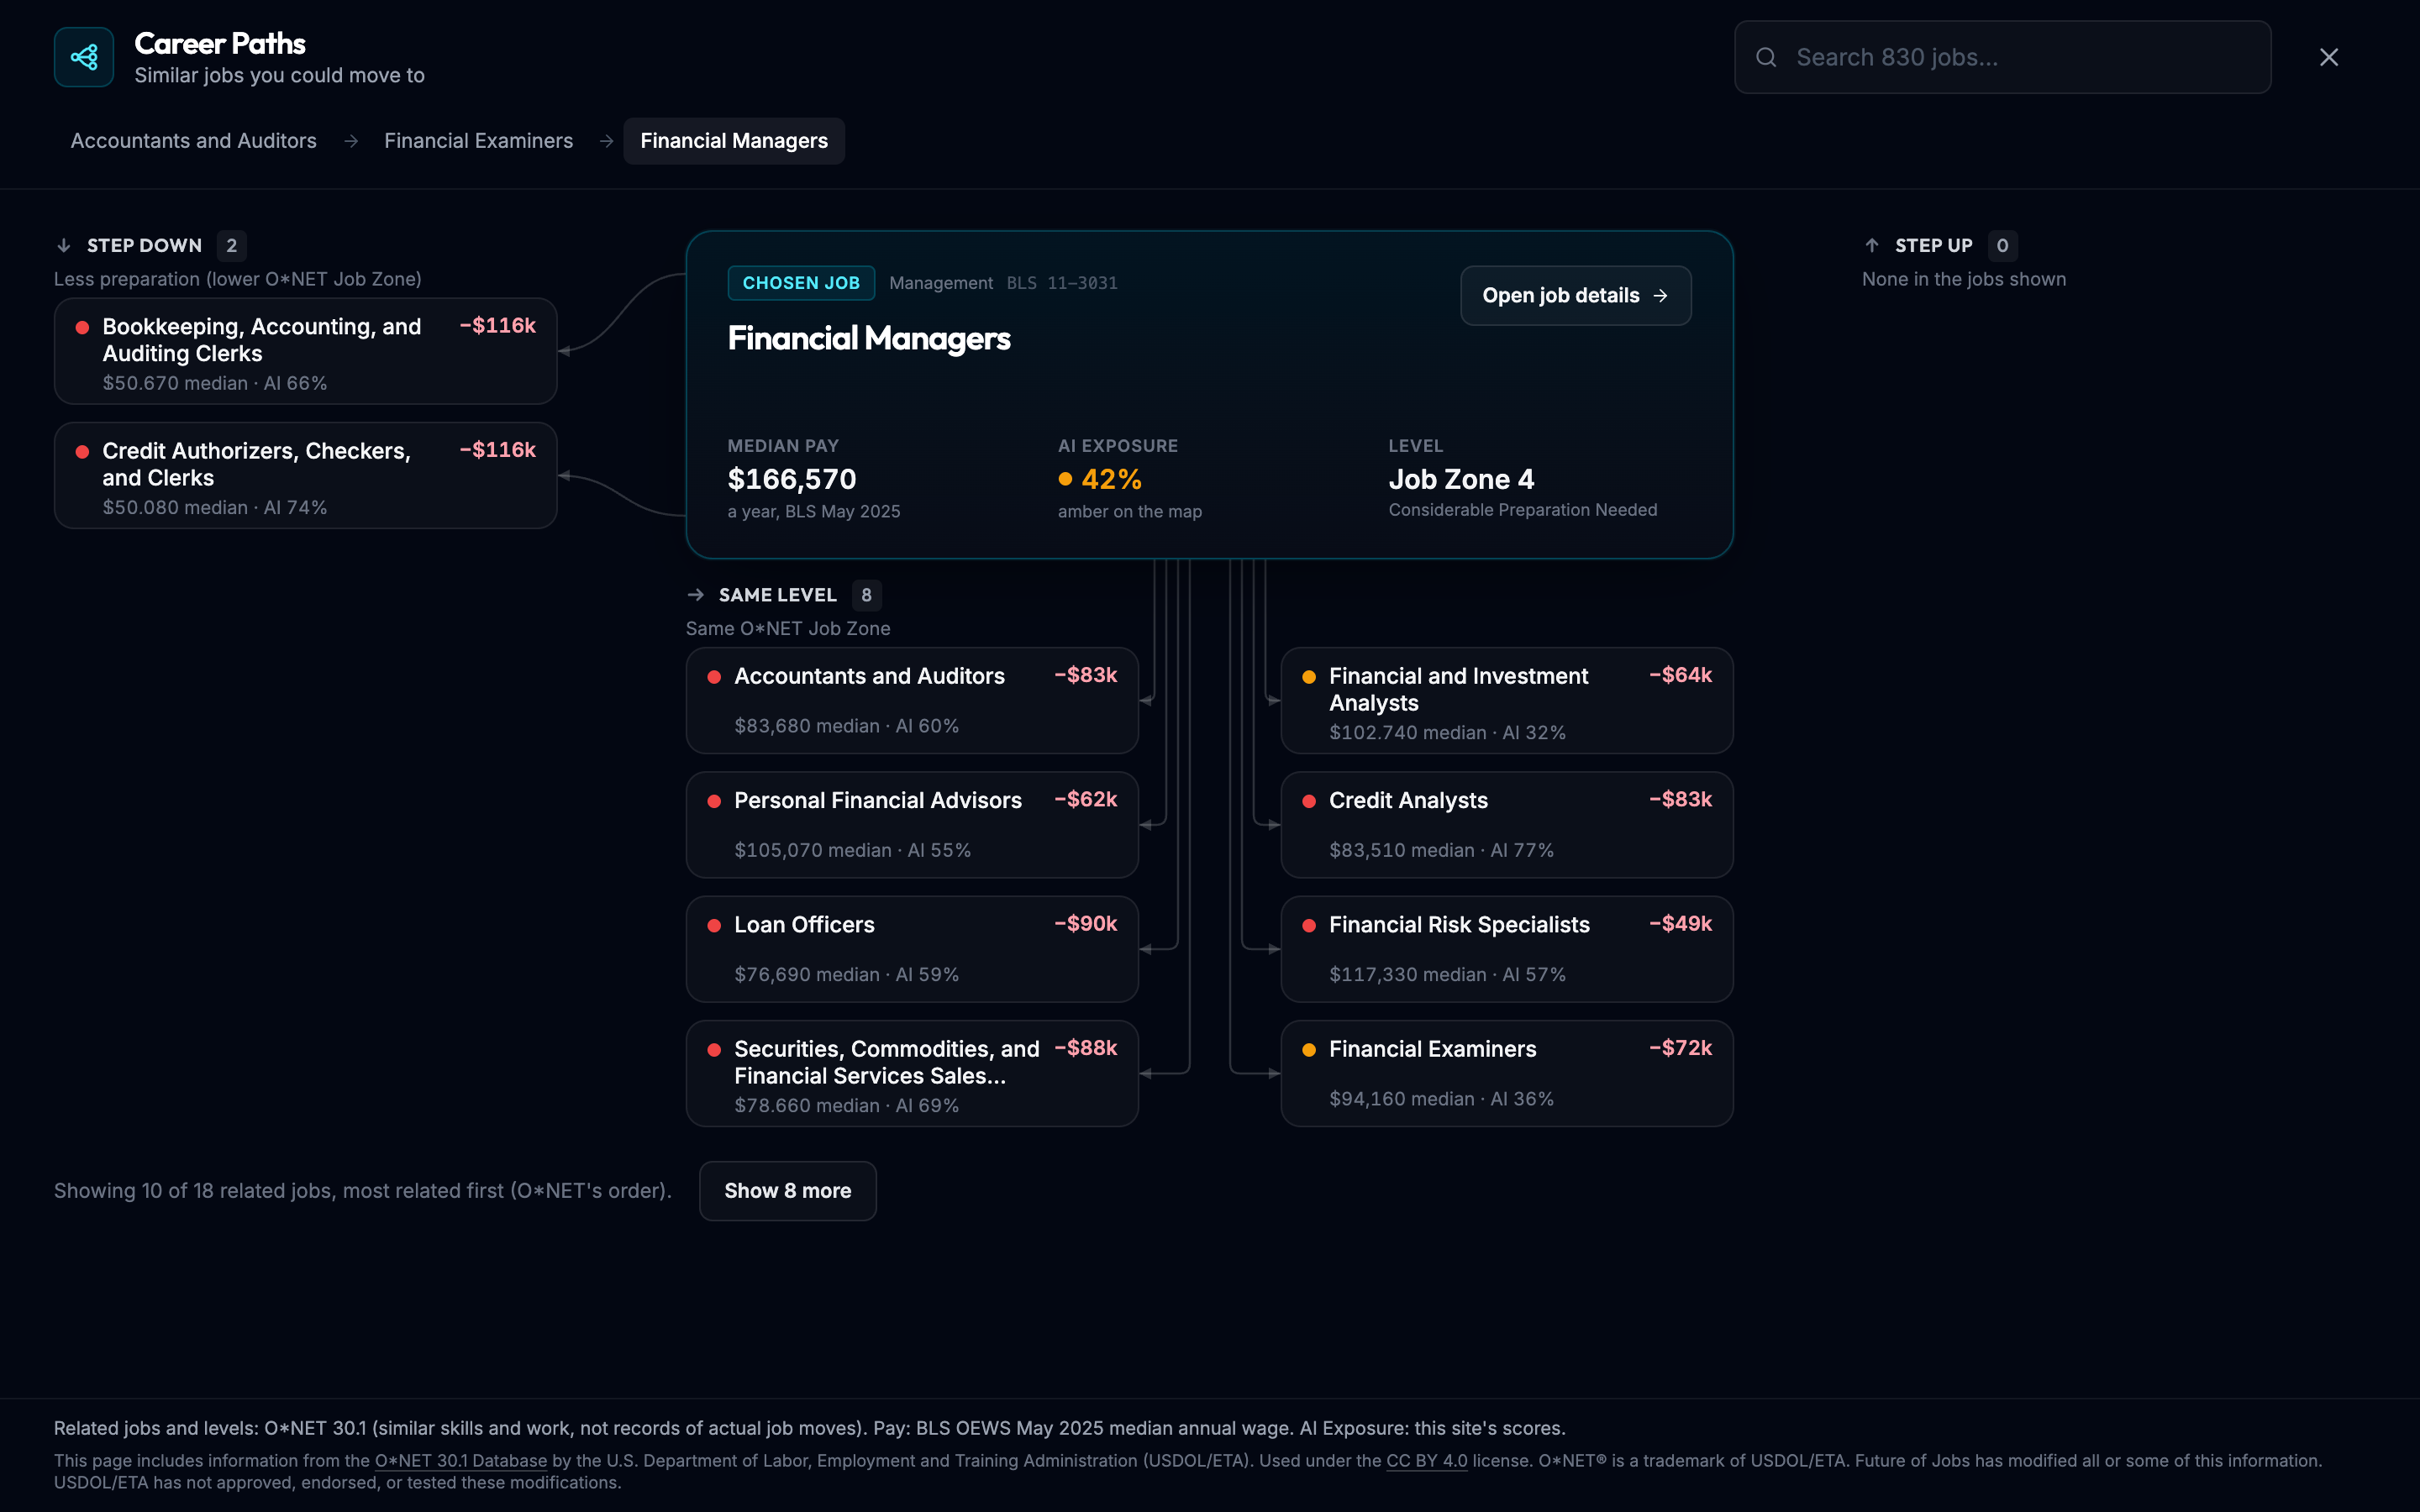 Career Paths
Similar jobs you could move to
Search 830 jobs...
Accountants and Auditors → Financial Examiners → Financial Managers
↓ STEP DOWN 2
Less preparation (lower O*NET Job Zone)
Bookkeeping, Accounting, and −$116k
Auditing Clerks
$50.670 median · AI 66%
Credit Authorizers, Checkers, −$116k
and Clerks
$50.080 median · AI 74%
CHOSEN JOB Management BLS 11-3031
Open job details →
Financial Managers
MEDIAN PAY
$166,570
a year, BLS May 2025
AI EXPOSURE
42%
amber on the map
LEVEL
Job Zone 4
Considerable Preparation Needed
↑ STEP UP 0
None in the jobs shown
→ SAME LEVEL 8
Same O*NET Job Zone
Accountants and Auditors −$83k
$83,680 median · AI 60%
Financial and Investment −$64k
Analysts
$102.740 median · AI 32%
Personal Financial Advisors −$62k
$105,070 median · AI 55%
Credit Analysts −$83k
$83,510 median · AI 77%
Loan Officers −$90k
$76,690 median · AI 59%
Financial Risk Specialists −$49k
$117,330 median · AI 57%
Securities, Commodities, and −$88k
Financial Services Sales...
$78.660 median · AI 69%
Financial Examiners −$72k
$94,160 median · AI 36%
Showing 10 of 18 related jobs, most related first (O*NET's order).
Show 8 more
Related jobs and levels: O*NET 30.1 (similar skills and work, not records of actual job moves). Pay: BLS OEWS May 2025 median annual wage. AI Exposure: this site's scores.
This page includes information from the O*NET 30.1 Database by the U.S. Department of Labor, Employment and Training Administration (USDOL/ETA). Used under the CC BY 4.0 license. O*NET® is a trademark of USDOL/ETA. Future of Jobs has modified all or some of this information.
USDOL/ETA has not approved, endorsed, or tested these modifications.